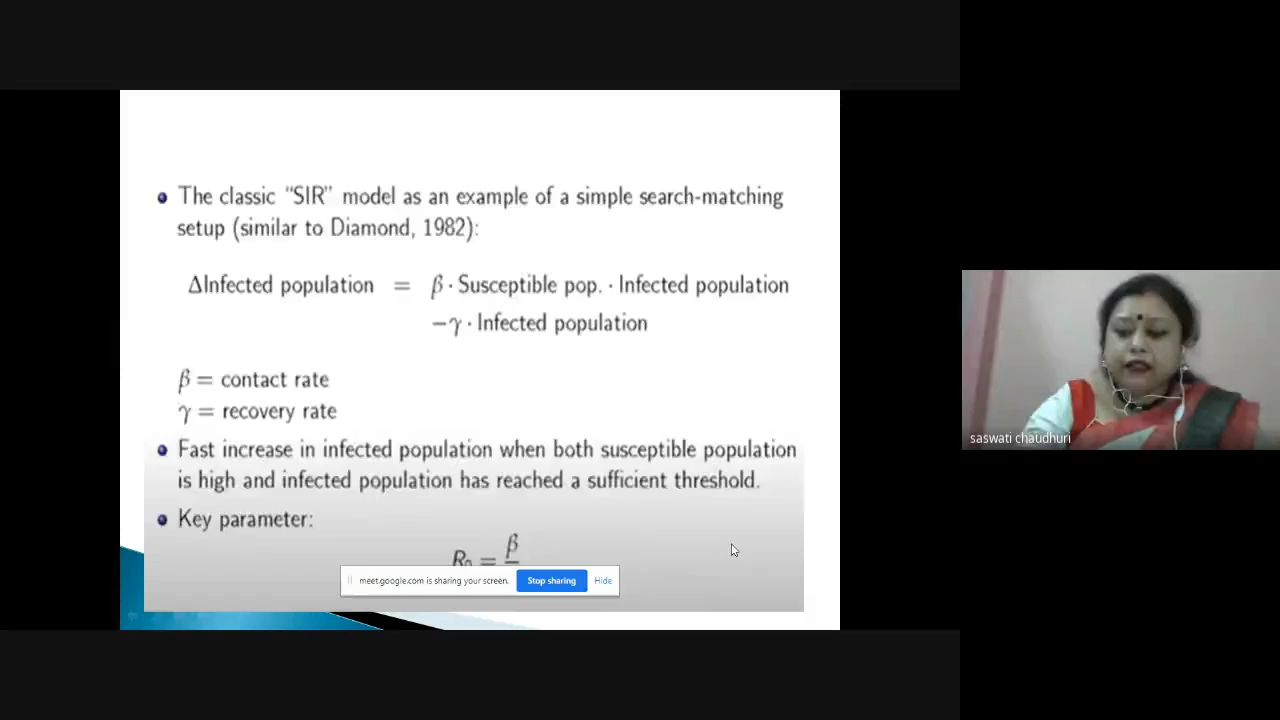 The classic "SIR" model as an example of a simple search-matching
setup (similar to Diamond, 1982):
ΔInfected population = β · Susceptible pop. · Infected population
−γ · Infected population
β = contact rate
γ = recovery rate
Fast increase in infected population when both susceptible population
is high and infected population has reached a sufficient threshold.
Key parameter:
R₀ = β
meet.google.com is sharing your screen. Stop sharing Hide
saswati chaudhuri